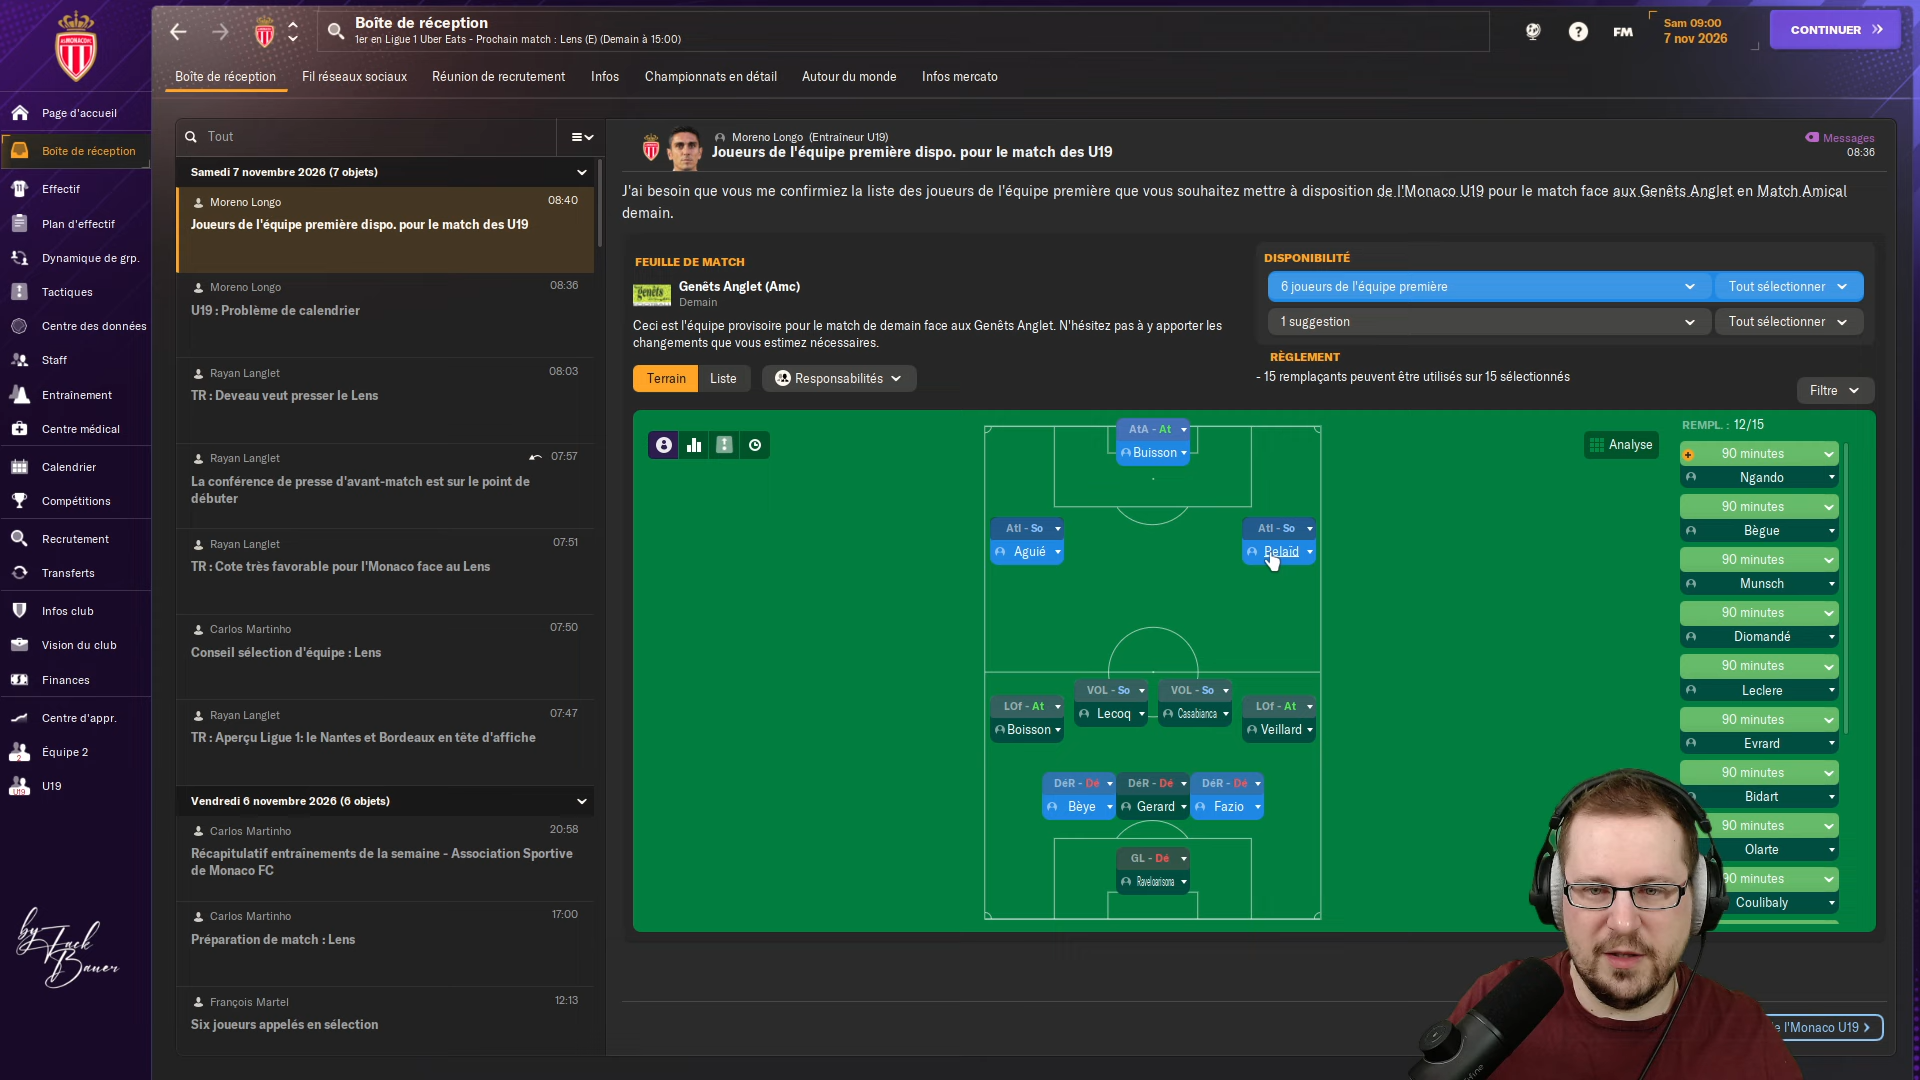 Boîte de réception
1er en Ligue 1 Uber Eats - Prochain match : Lens (E) (Demain à 15:00)
FM
Sam 09:00
7 nov 2026
CONTINUER
Boîte de réception
Fil réseaux sociaux
Réunion de recrutement
Infos
Championnats en détail
Autour du monde
Infos mercato
Page d'accueil
Boîte de réception
Effectif
Plan d'effectif
Dynamique de grp.
Tactiques
Centre des données
Staff
Entraînement
Centre médical
Calendrier
Compétitions
Recrutement
Transferts
Infos club
Vision du club
Finances
Centre d'appr.
Équipe 2
U19
by Jack
Bauer
Tout
Samedi 7 novembre 2026 (7 objets)
Moreno Longo 08:40
Joueurs de l'équipe première dispo. pour le match des U19
Moreno Longo 08:36
U19 : Problème de calendrier
Rayan Langlet 08:03
TR : Deveau veut presser le Lens
Rayan Langlet 07:57
La conférence de presse d'avant-match est sur le point de
débuter
Rayan Langlet 07:51
TR : Cote très favorable pour l'Monaco face au Lens
Carlos Martinho 07:50
Conseil sélection d'équipe : Lens
Rayan Langlet 07:47
TR : Aperçu Ligue 1: le Nantes et Bordeaux en tête d'affiche
Vendredi 6 novembre 2026 (6 objets)
Carlos Martinho 20:58
Récapitulatif entraînements de la semaine - Association Sportive
de Monaco FC
Carlos Martinho 17:00
Préparation de match : Lens
François Martel 12:13
Six joueurs appelés en sélection
Moreno Longo (Entraîneur U19)
Joueurs de l'équipe première dispo. pour le match des U19
Messages
08:36
J'ai besoin que vous me confirmiez la liste des joueurs de l'équipe première que vous souhaitez mettre à disposition de l'Monaco U19 pour le match face aux Genêts Anglet en Match Amical
demain.
FEUILLE DE MATCH
Genêts Anglet (Amc)
Demain
Ceci est l'équipe provisoire pour le match de demain face aux Genêts Anglet. N'hésitez pas à y apporter les
changements que vous estimez nécessaires.
Terrain
Liste
Responsabilités
DISPONIBILITÉ
6 joueurs de l'équipe première
Tout sélectionner
1 suggestion
Tout sélectionner
RÈGLEMENT
- 15 remplaçants peuvent être utilisés sur 15 sélectionnés
Filtre
Analyse
AtA - At
Buisson
AtI - So
Aguié
AtI - So
Belaïd
VOL - So
Lecoq
VOL - So
Casabianca
LOf - At
Boisson
LOf - At
Veillard
DéR - Dé
Bèye
DéR - Dé
Gerard
DéR - Dé
Fazio
GL - Dé
Raveloarisona
REMPL. : 12/15
90 minutes
Ngando
90 minutes
Bègue
90 minutes
Munsch
90 minutes
Diomandé
90 minutes
Leclere
90 minutes
Evrard
90 minutes
Bidart
90 minutes
Olarte
90 minutes
Coulibaly
l'Monaco U19